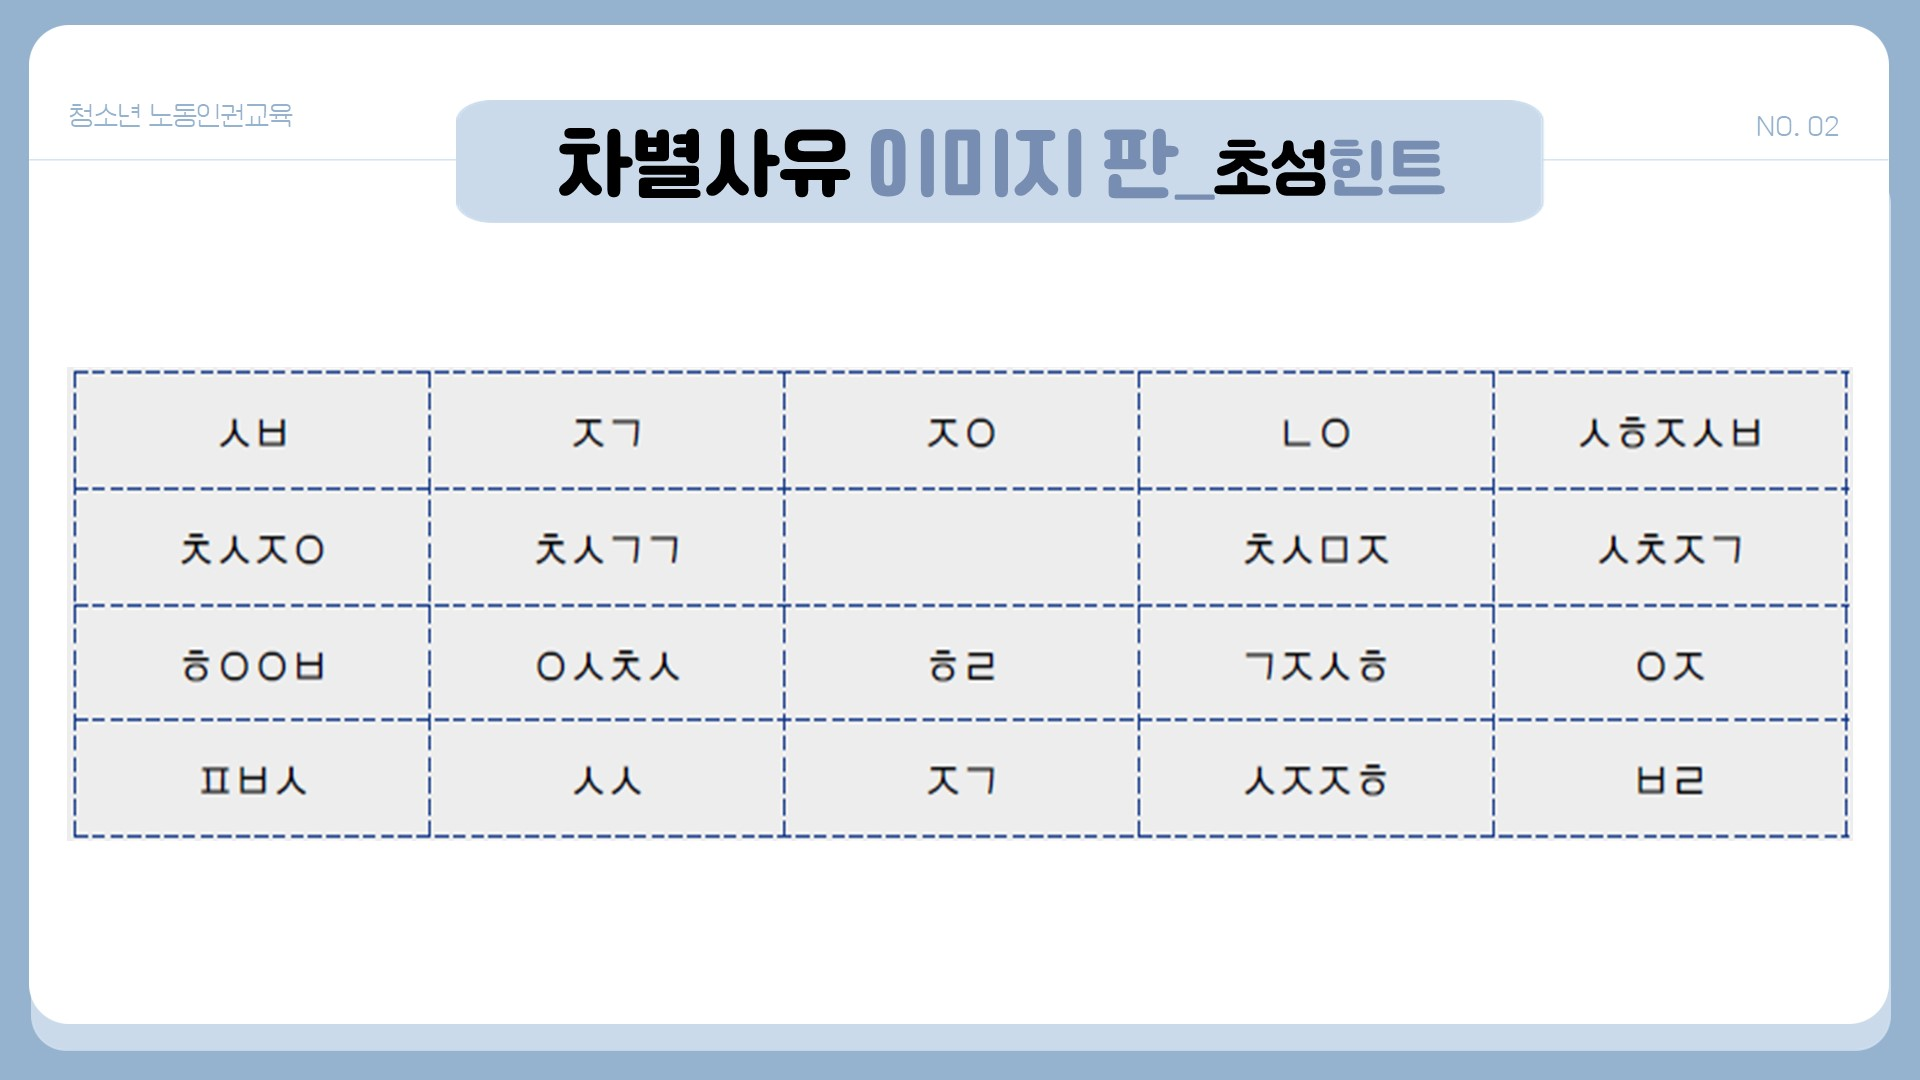 청소년 노동인권교육
차별사유 이미지 판_초성힌트
NO. 02
ㅅㅂ ㅈㄱ ㅈㅇ ㄴㅇ ㅅㅎㅈㅅㅂ
ㅊㅅㅈㅇ ㅊㅅㄱㄱ ㅊㅅㅁㅈ ㅅㅊㅈㄱ
ㅎㅇㅇㅂ ㅇㅅㅊㅅ ㅎㄹ ㄱㅈㅅㅎ ㅇㅈ
ㅍㅂㅅ ㅅㅅ ㅈㄱ ㅅㅈㅈㅎ ㅂㄹ